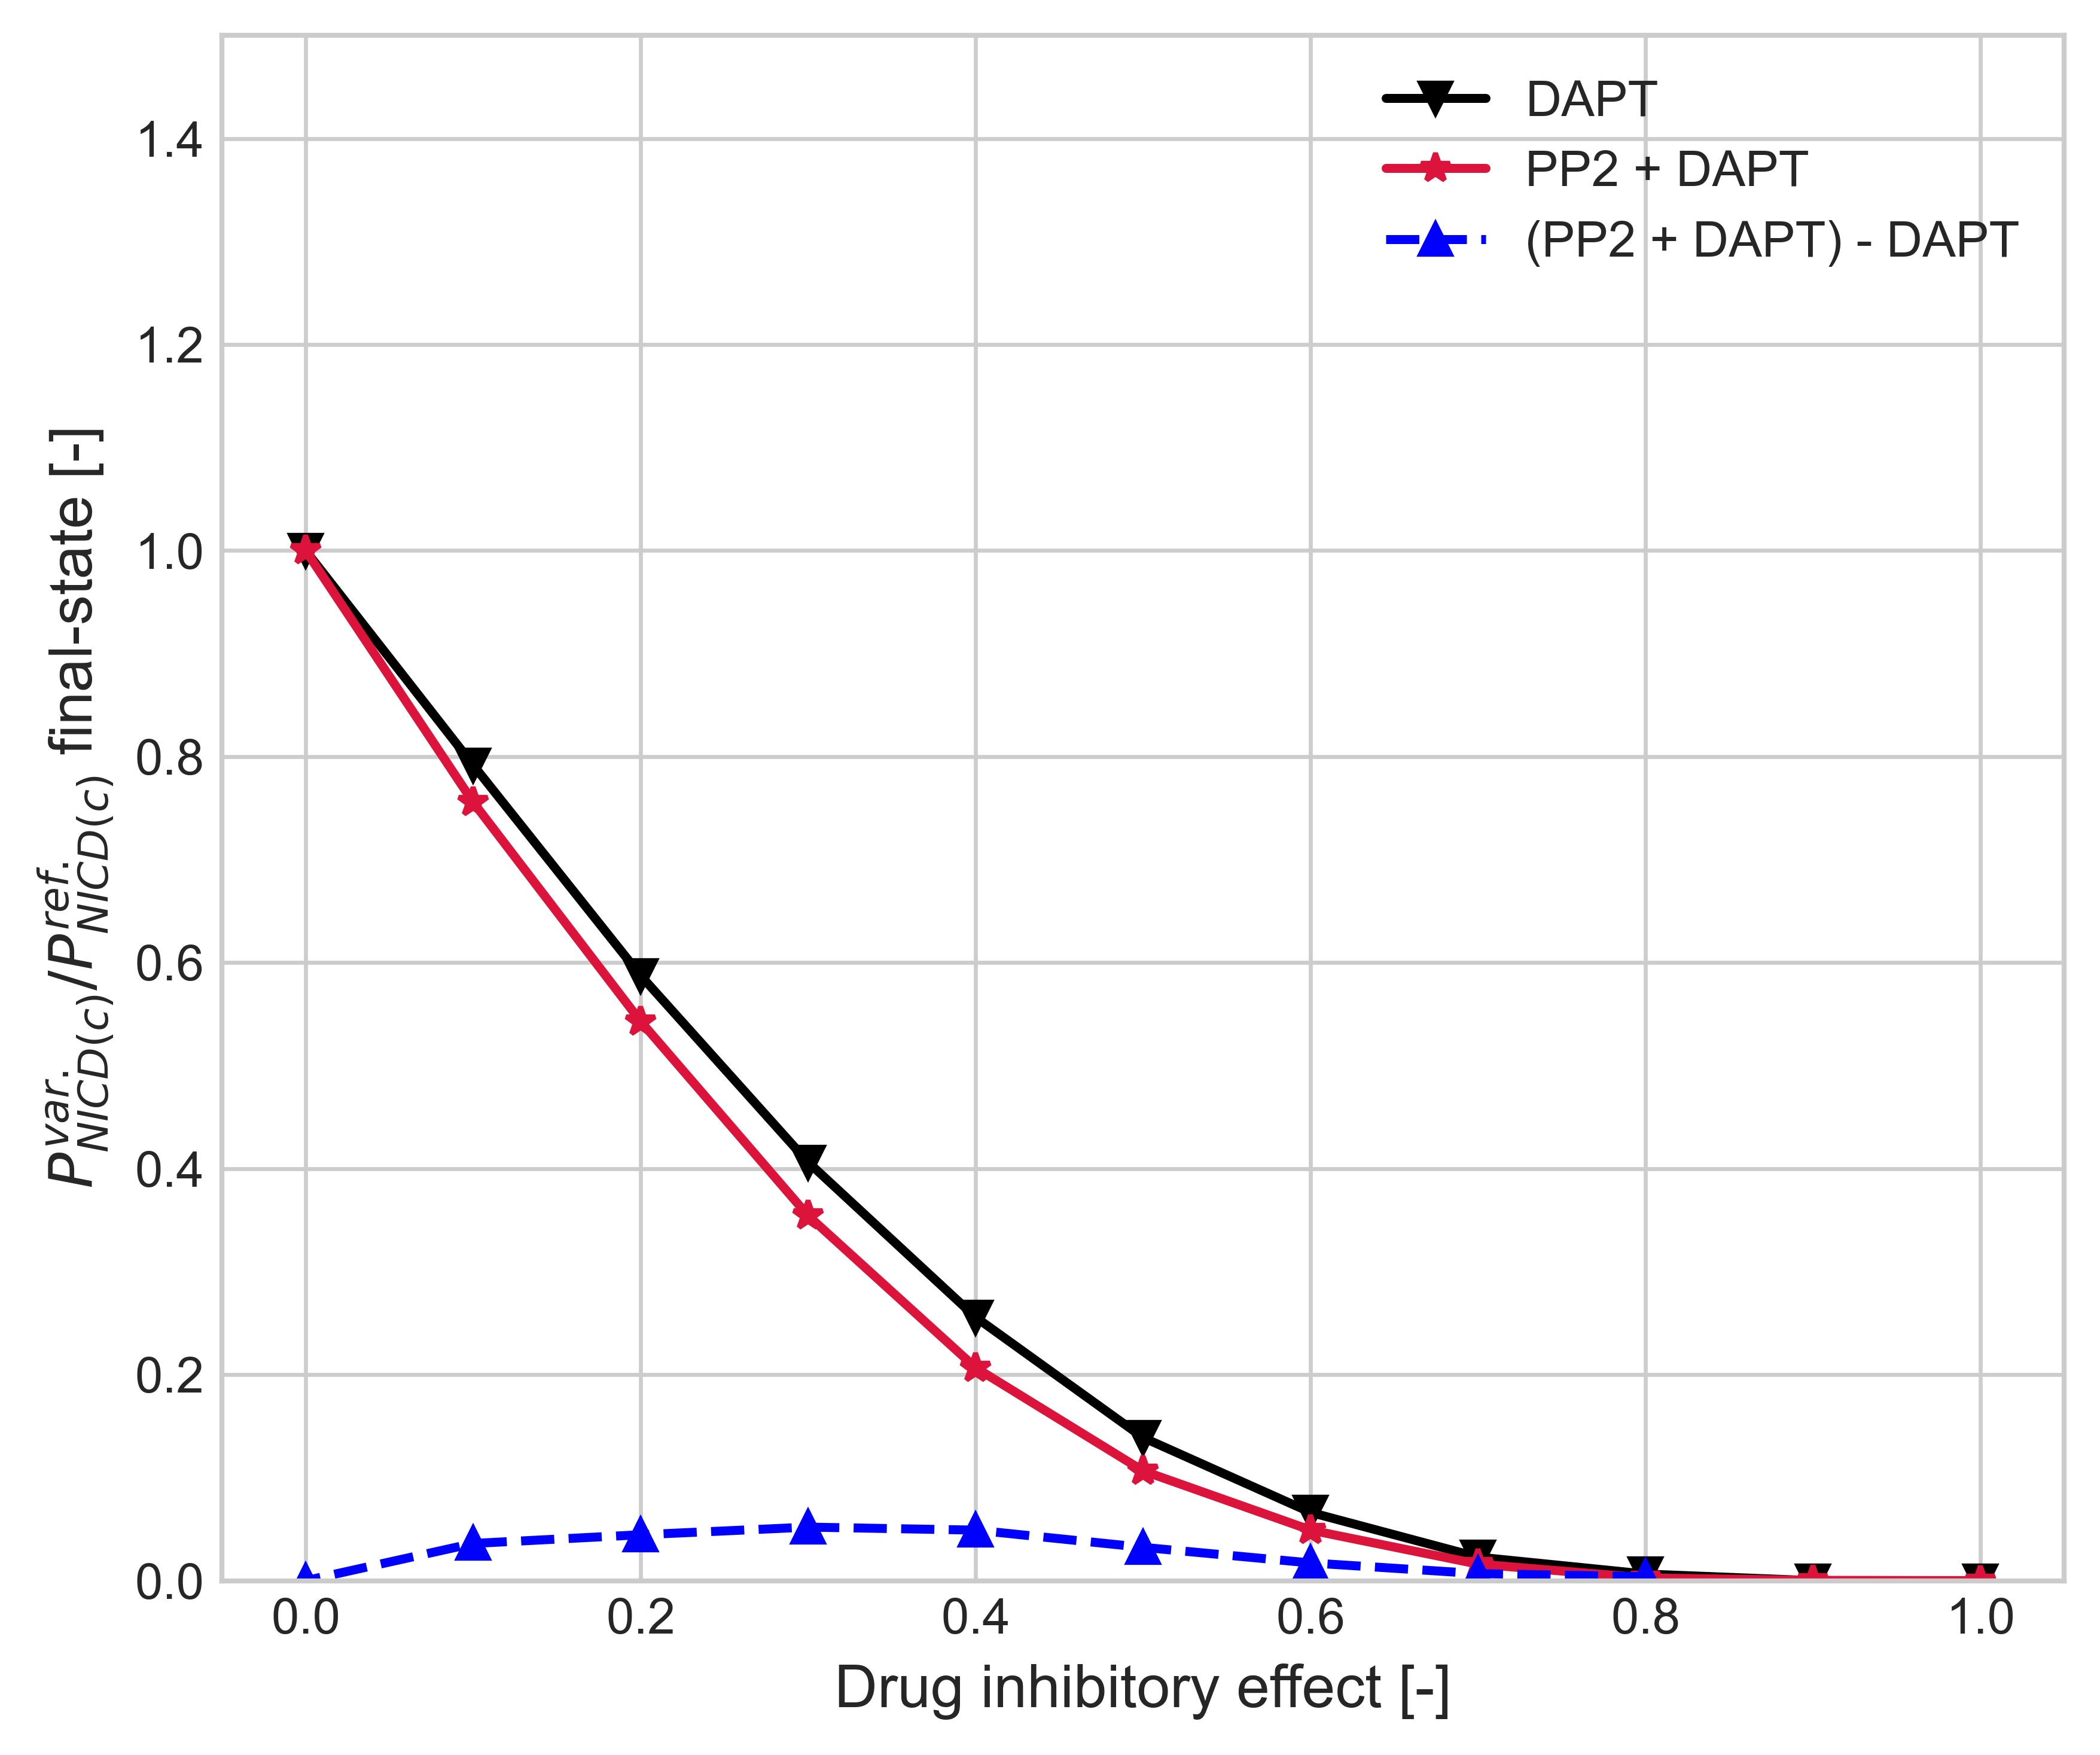 DAPT
PP2 + DAPT
(PP2 + DAPT) - DAPT
1.4
1.2
1.0
0.8
0.6
0.4
0.2
0.0
0.0 0.2 0.4 0.6 0.8 1.0
Drug inhibitory effect [-]
P^{var.}_{NICD(c)}/P^{ref.}_{NICD(c)} final-state [-]